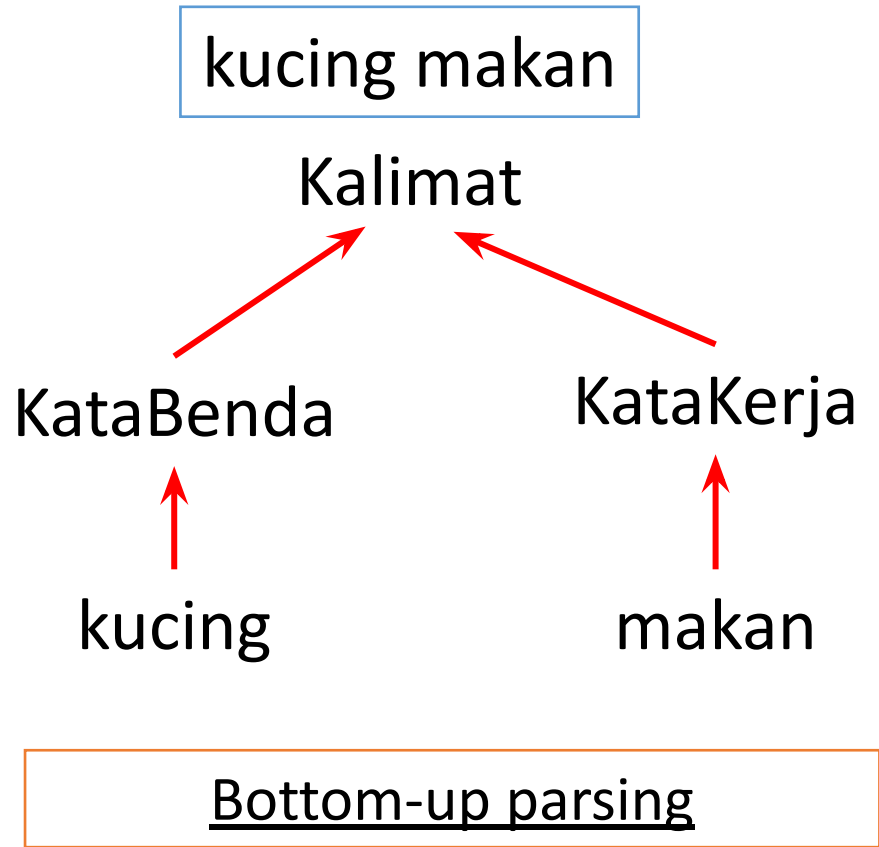 kucing makan
Kalimat
KataBenda
KataKerja
kucing
makan
Bottom-up parsing